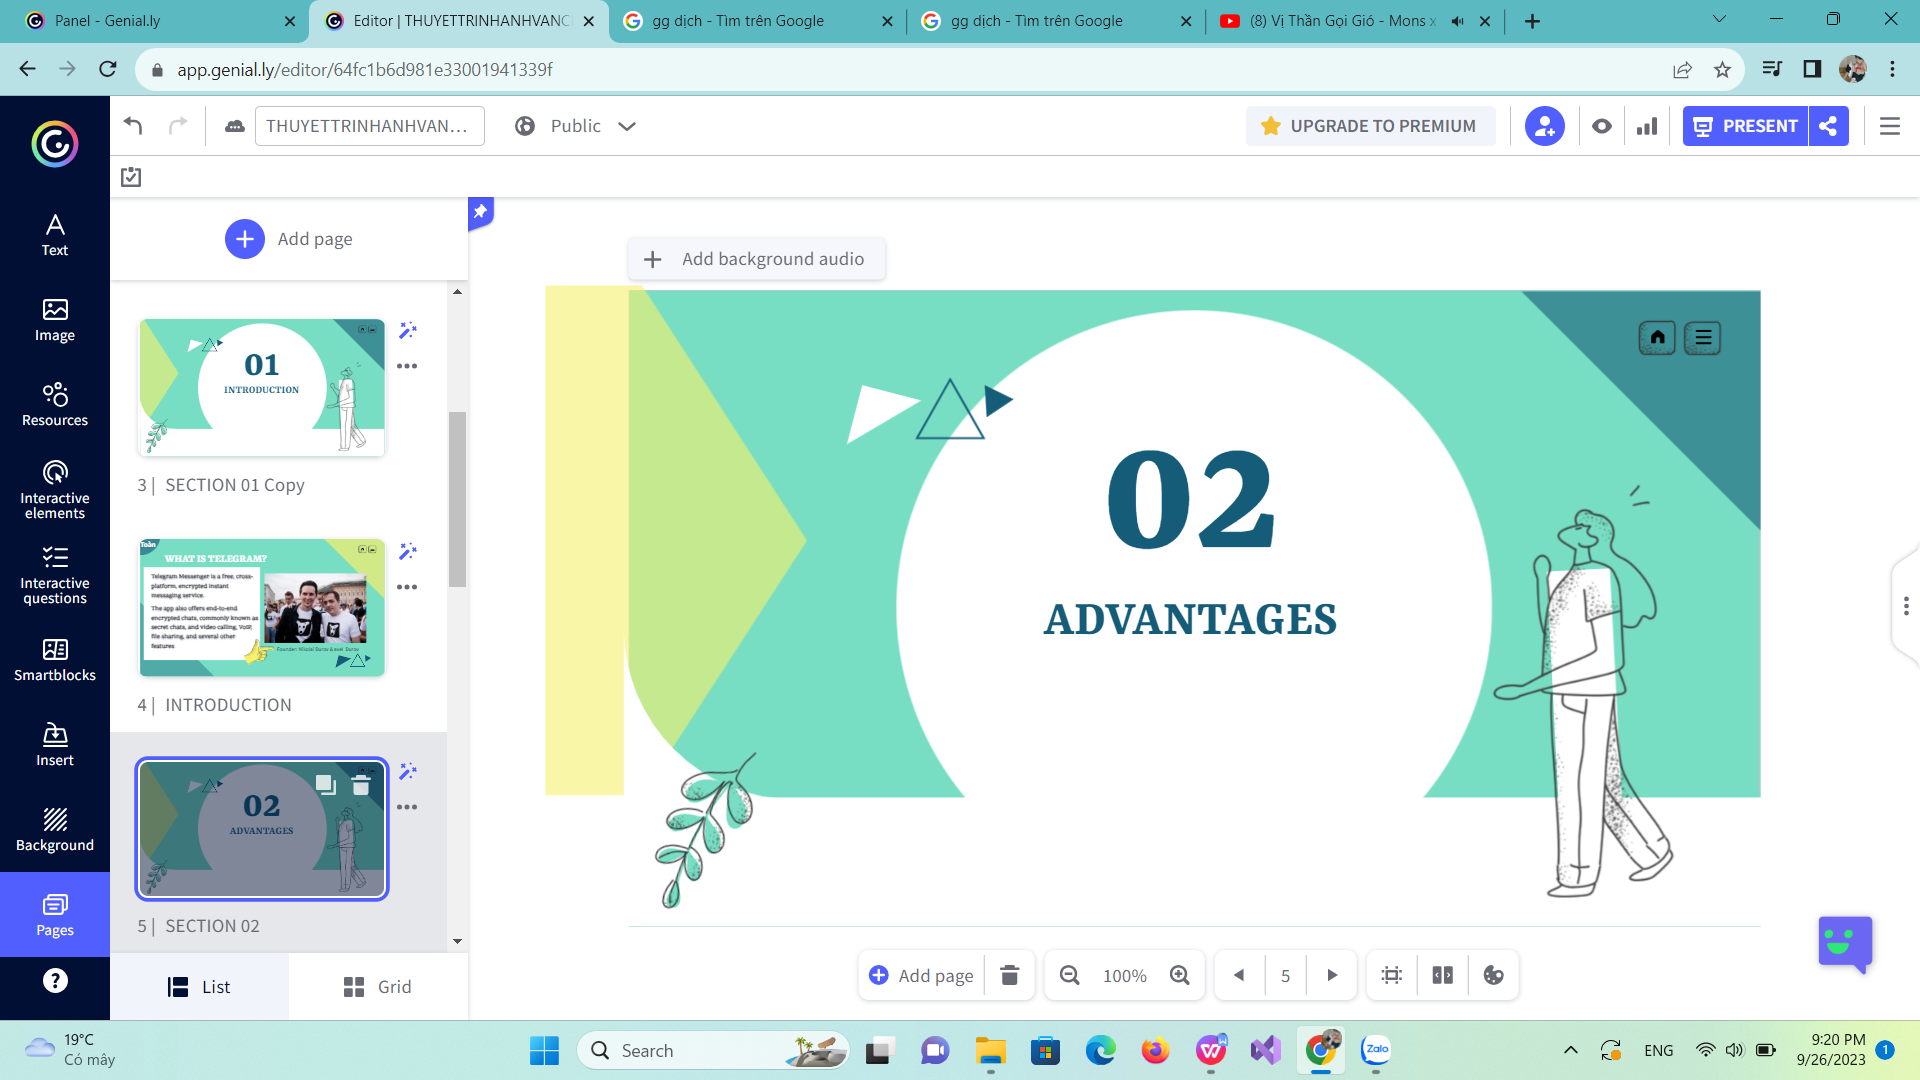 Panel - Genial.ly
Editor | THUYETTRINHANHVANC
gg dịch - Tìm trên Google
gg dịch - Tìm trên Google
(8) Vị Thần Gọi Gió - Mons x
app.genial.ly/editor/64fc1b6d981e33001941339f
THUYETTRINHANHVAN...
Public
UPGRADE TO PREMIUM
PRESENT
Text
Image
Resources
Interactive
elements
Interactive
questions
Smartblocks
Insert
Background
Pages
Add page
01
INTRODUCTION
3 | SECTION 01 Copy
Toàn
WHAT IS TELEGRAM?
Telegram Messenger is a free, cross-
platform, encrypted instant
messaging service.
The app also offers end-to-end
encrypted chats, commonly known as
secret chats, and video calling, VoIP,
file sharing, and several other
features
4 | INTRODUCTION
02
ADVANTAGES
5 | SECTION 02
List
Grid
Add background audio
02
ADVANTAGES
Add page
100%
5
19°C
Có mây
Search
Zalo
ENG
9:20 PM
9/26/2023
1